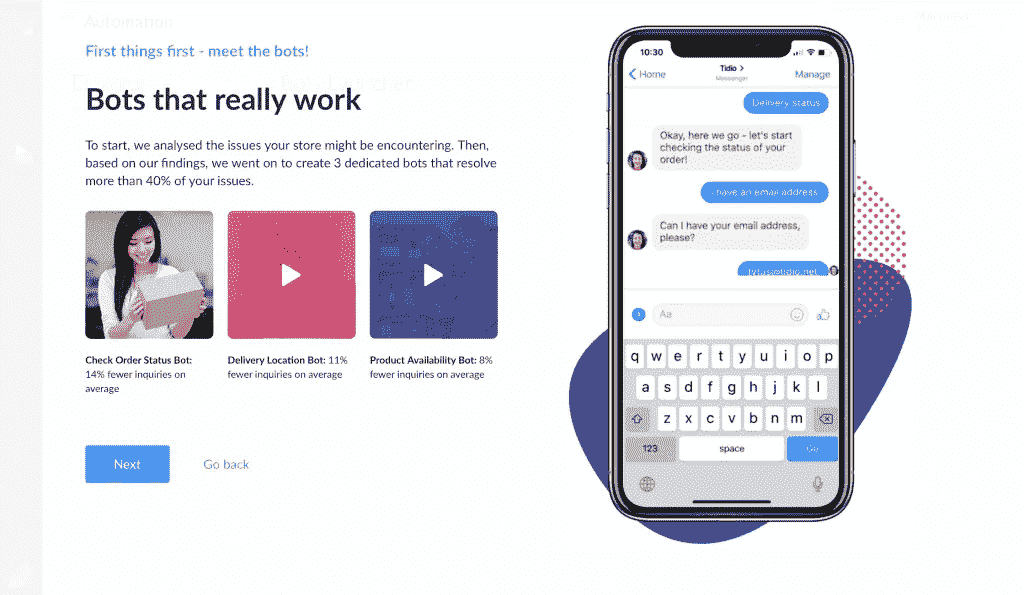 Automation
First things first - meet the bots!
Bots that really work
To start, we analysed the issues your store might be encountering. Then,
based on our findings, we went on to create 3 dedicated bots that resolve
more than 40% of your issues.
Check Order Status Bot:
14% fewer inquiries on
average
Delivery Location Bot: 11%
fewer inquiries on average
Product Availability Bot: 8%
fewer inquiries on average
Next
Go back
10:30
Home
Tidio >
Messenger
Manage
Delivery status
Okay, here we go - let's start
checking the status of your
order!
I have an email address
Can I have your email address,
please?
Aa
q w e r t y u i o p
a s d f g h j k l
z x c v b n m
123
space
Go